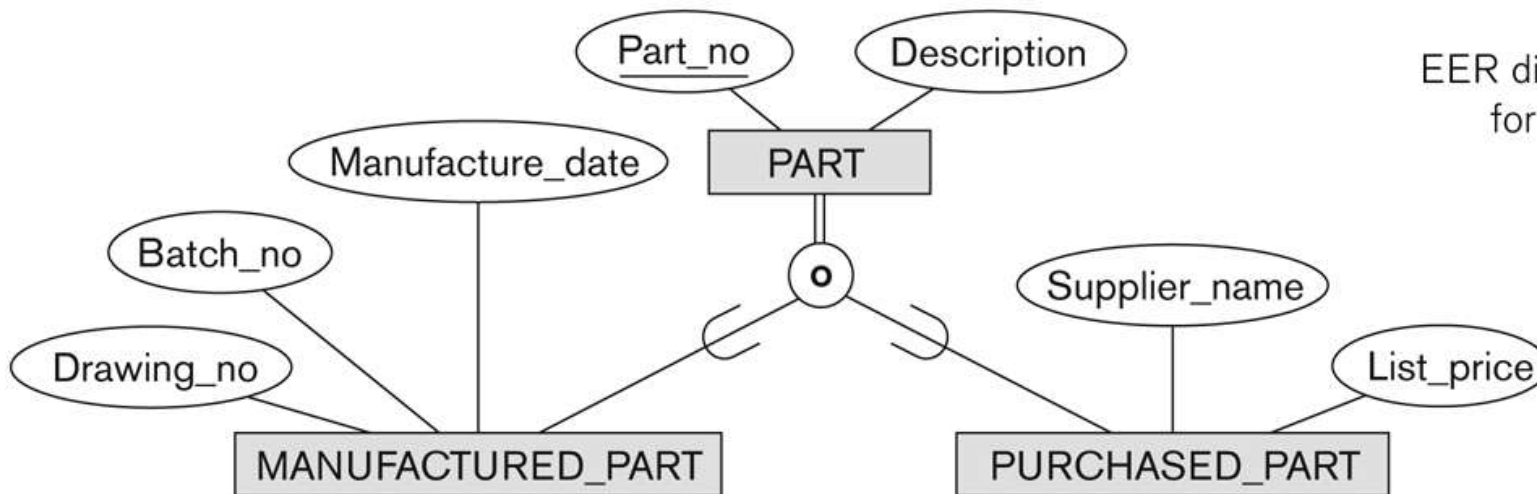 Part_no
Description
EER di
for
Manufacture_date
PART
Batch_no
o
Supplier_name
Drawing_no
List_price
MANUFACTURED_PART
PURCHASED_PART